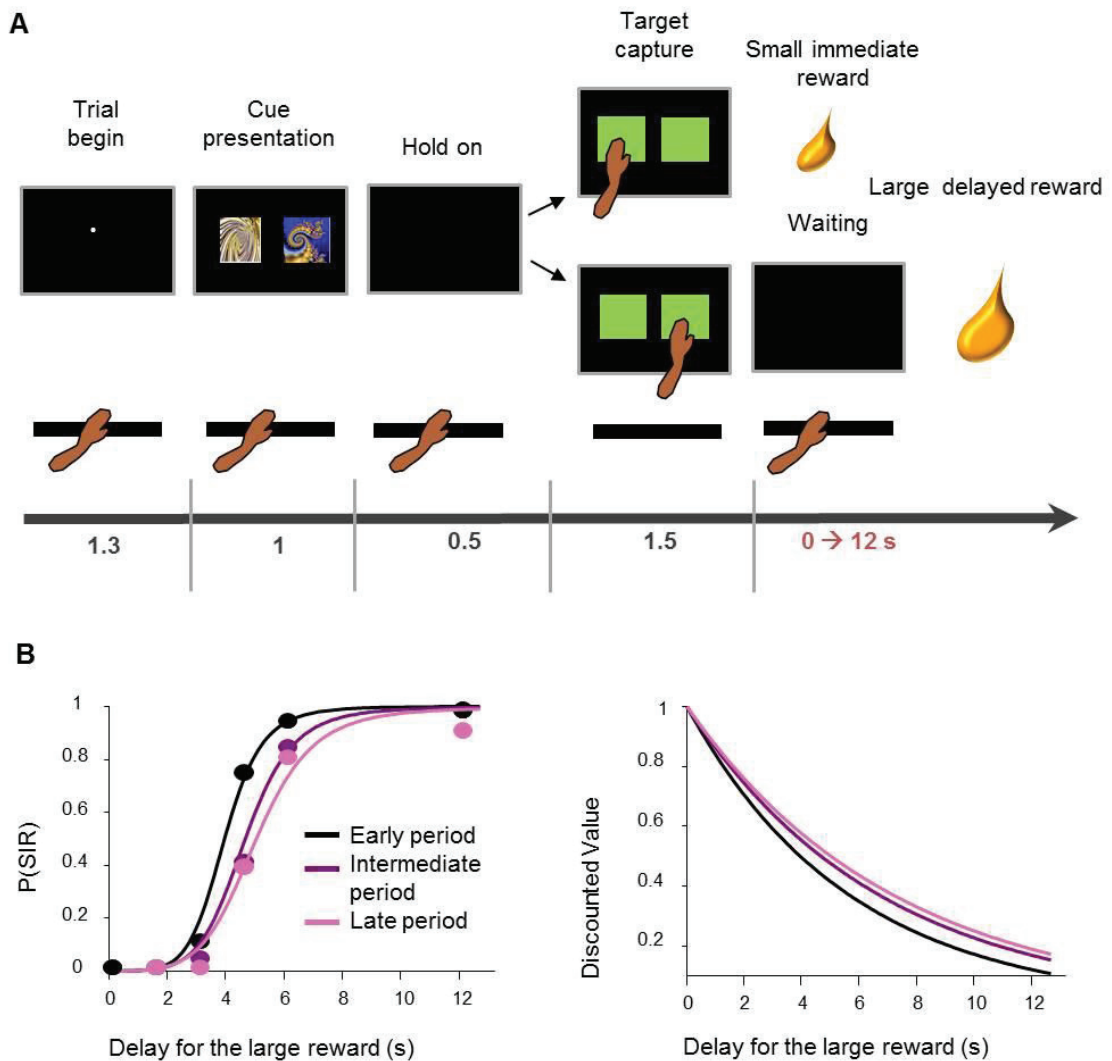 A
Trial
begin
Cue
presentation
Hold on
Target
capture
Small immediate
reward
Large delayed reward
Waiting
1.3
1
0.5
1.5
0 → 12 s
B
P(SIR)
1
0.8
0.6
0.4
0.2
0
0 2 4 6 8 10 12
Delay for the large reward (s)
Early period
Intermediate
period
Late period
Discounted Value
1
0.8
0.6
0.4
0.2
0 2 4 6 8 10 12
Delay for the large reward (s)